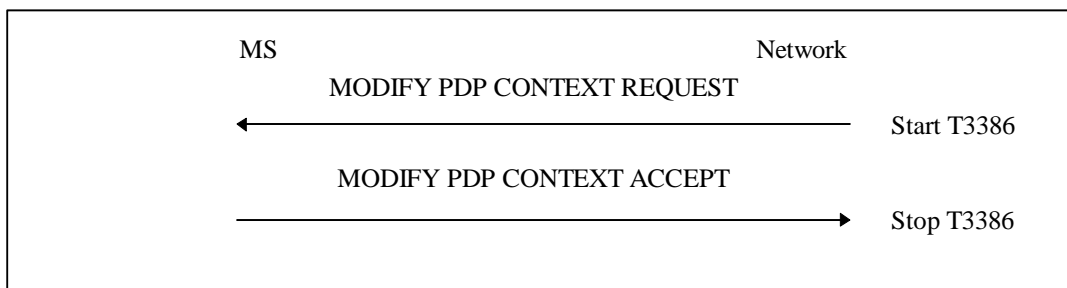 MS Network
MODIFY PDP CONTEXT REQUEST
Start T3386
MODIFY PDP CONTEXT ACCEPT
Stop T3386